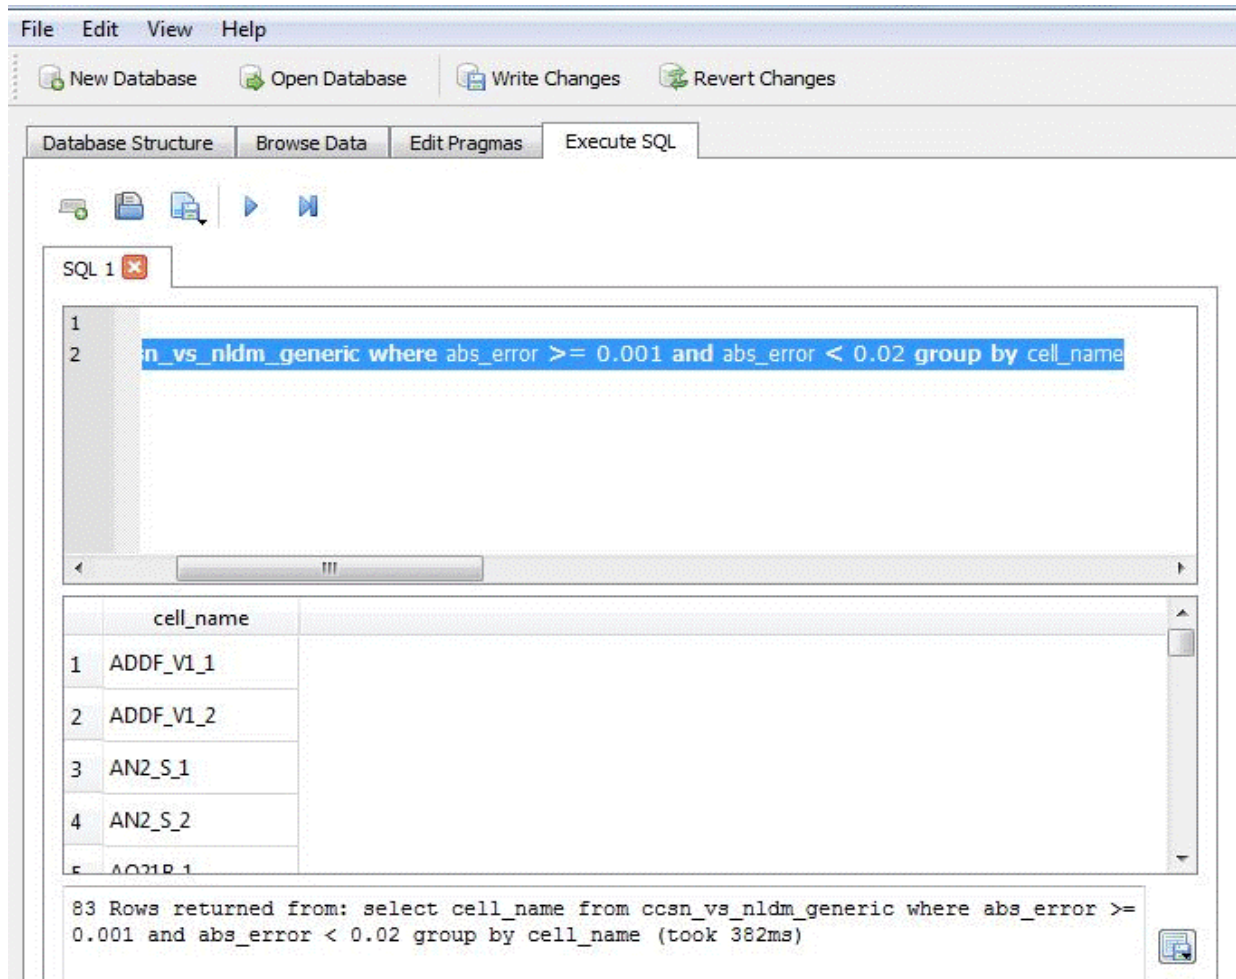 File Edit View Help
New Database Open Database Write Changes Revert Changes
Database Structure Browse Data Edit Pragmas Execute SQL
SQL 1
1
2 sn_vs_nldm_generic where abs_error >= 0.001 and abs_error < 0.02 group by cell_name
cell_name
1 ADDF_V1_1
2 ADDF_V1_2
3 AN2_S_1
4 AN2_S_2
83 Rows returned from: select cell_name from ccsn_vs_nldm_generic where abs_error >=
0.001 and abs_error < 0.02 group by cell_name (took 382ms)